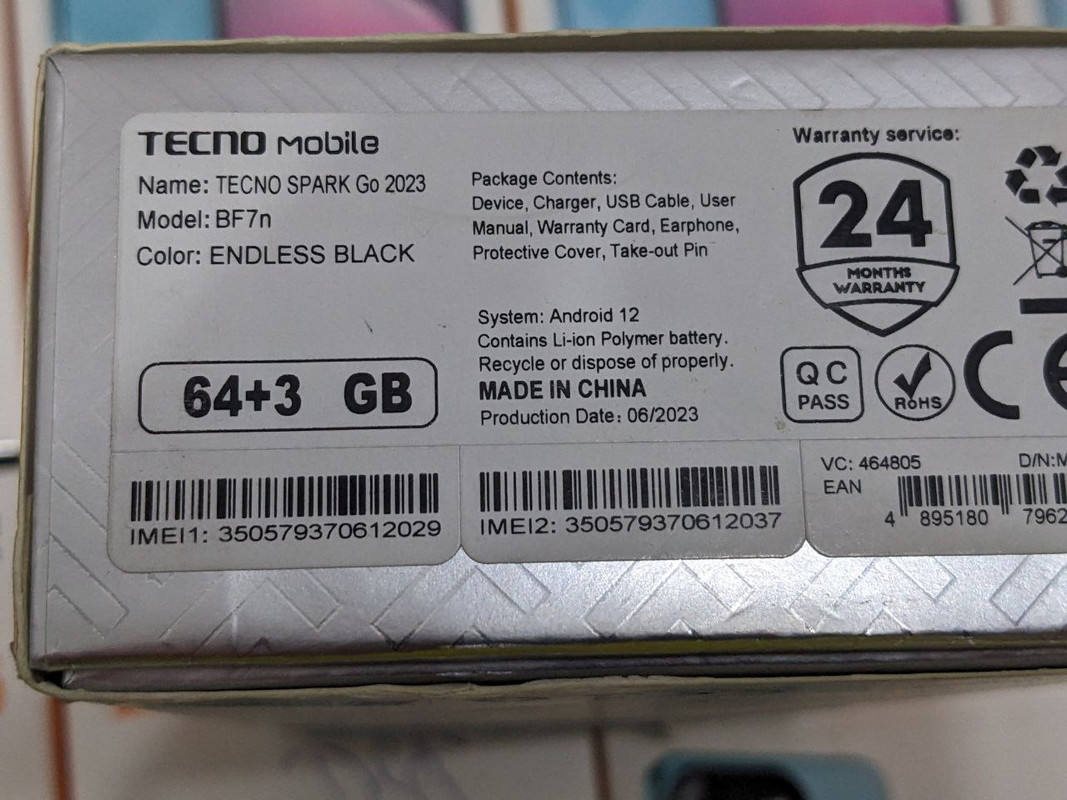 TECNO Mobile
Name: TECNO SPARK Go 2023
Model: BF7n
Color: ENDLESS BLACK
64+3 GB
Package Contents:
Device, Charger, USB Cable, User
Manual, Warranty Card, Earphone,
Protective Cover, Take-out Pin
System: Android 12
Contains Li-ion Polymer battery.
Recycle or dispose of properly.
MADE IN CHINA
Production Date: 06/2023
Warranty service:
24
MONTHS
WARRANTY
QC
PASS
RoHS
CE
IMEI1: 350579370612029
IMEI2: 350579370612037
VC: 464805
D/N:M
EAN
4 895180 7962